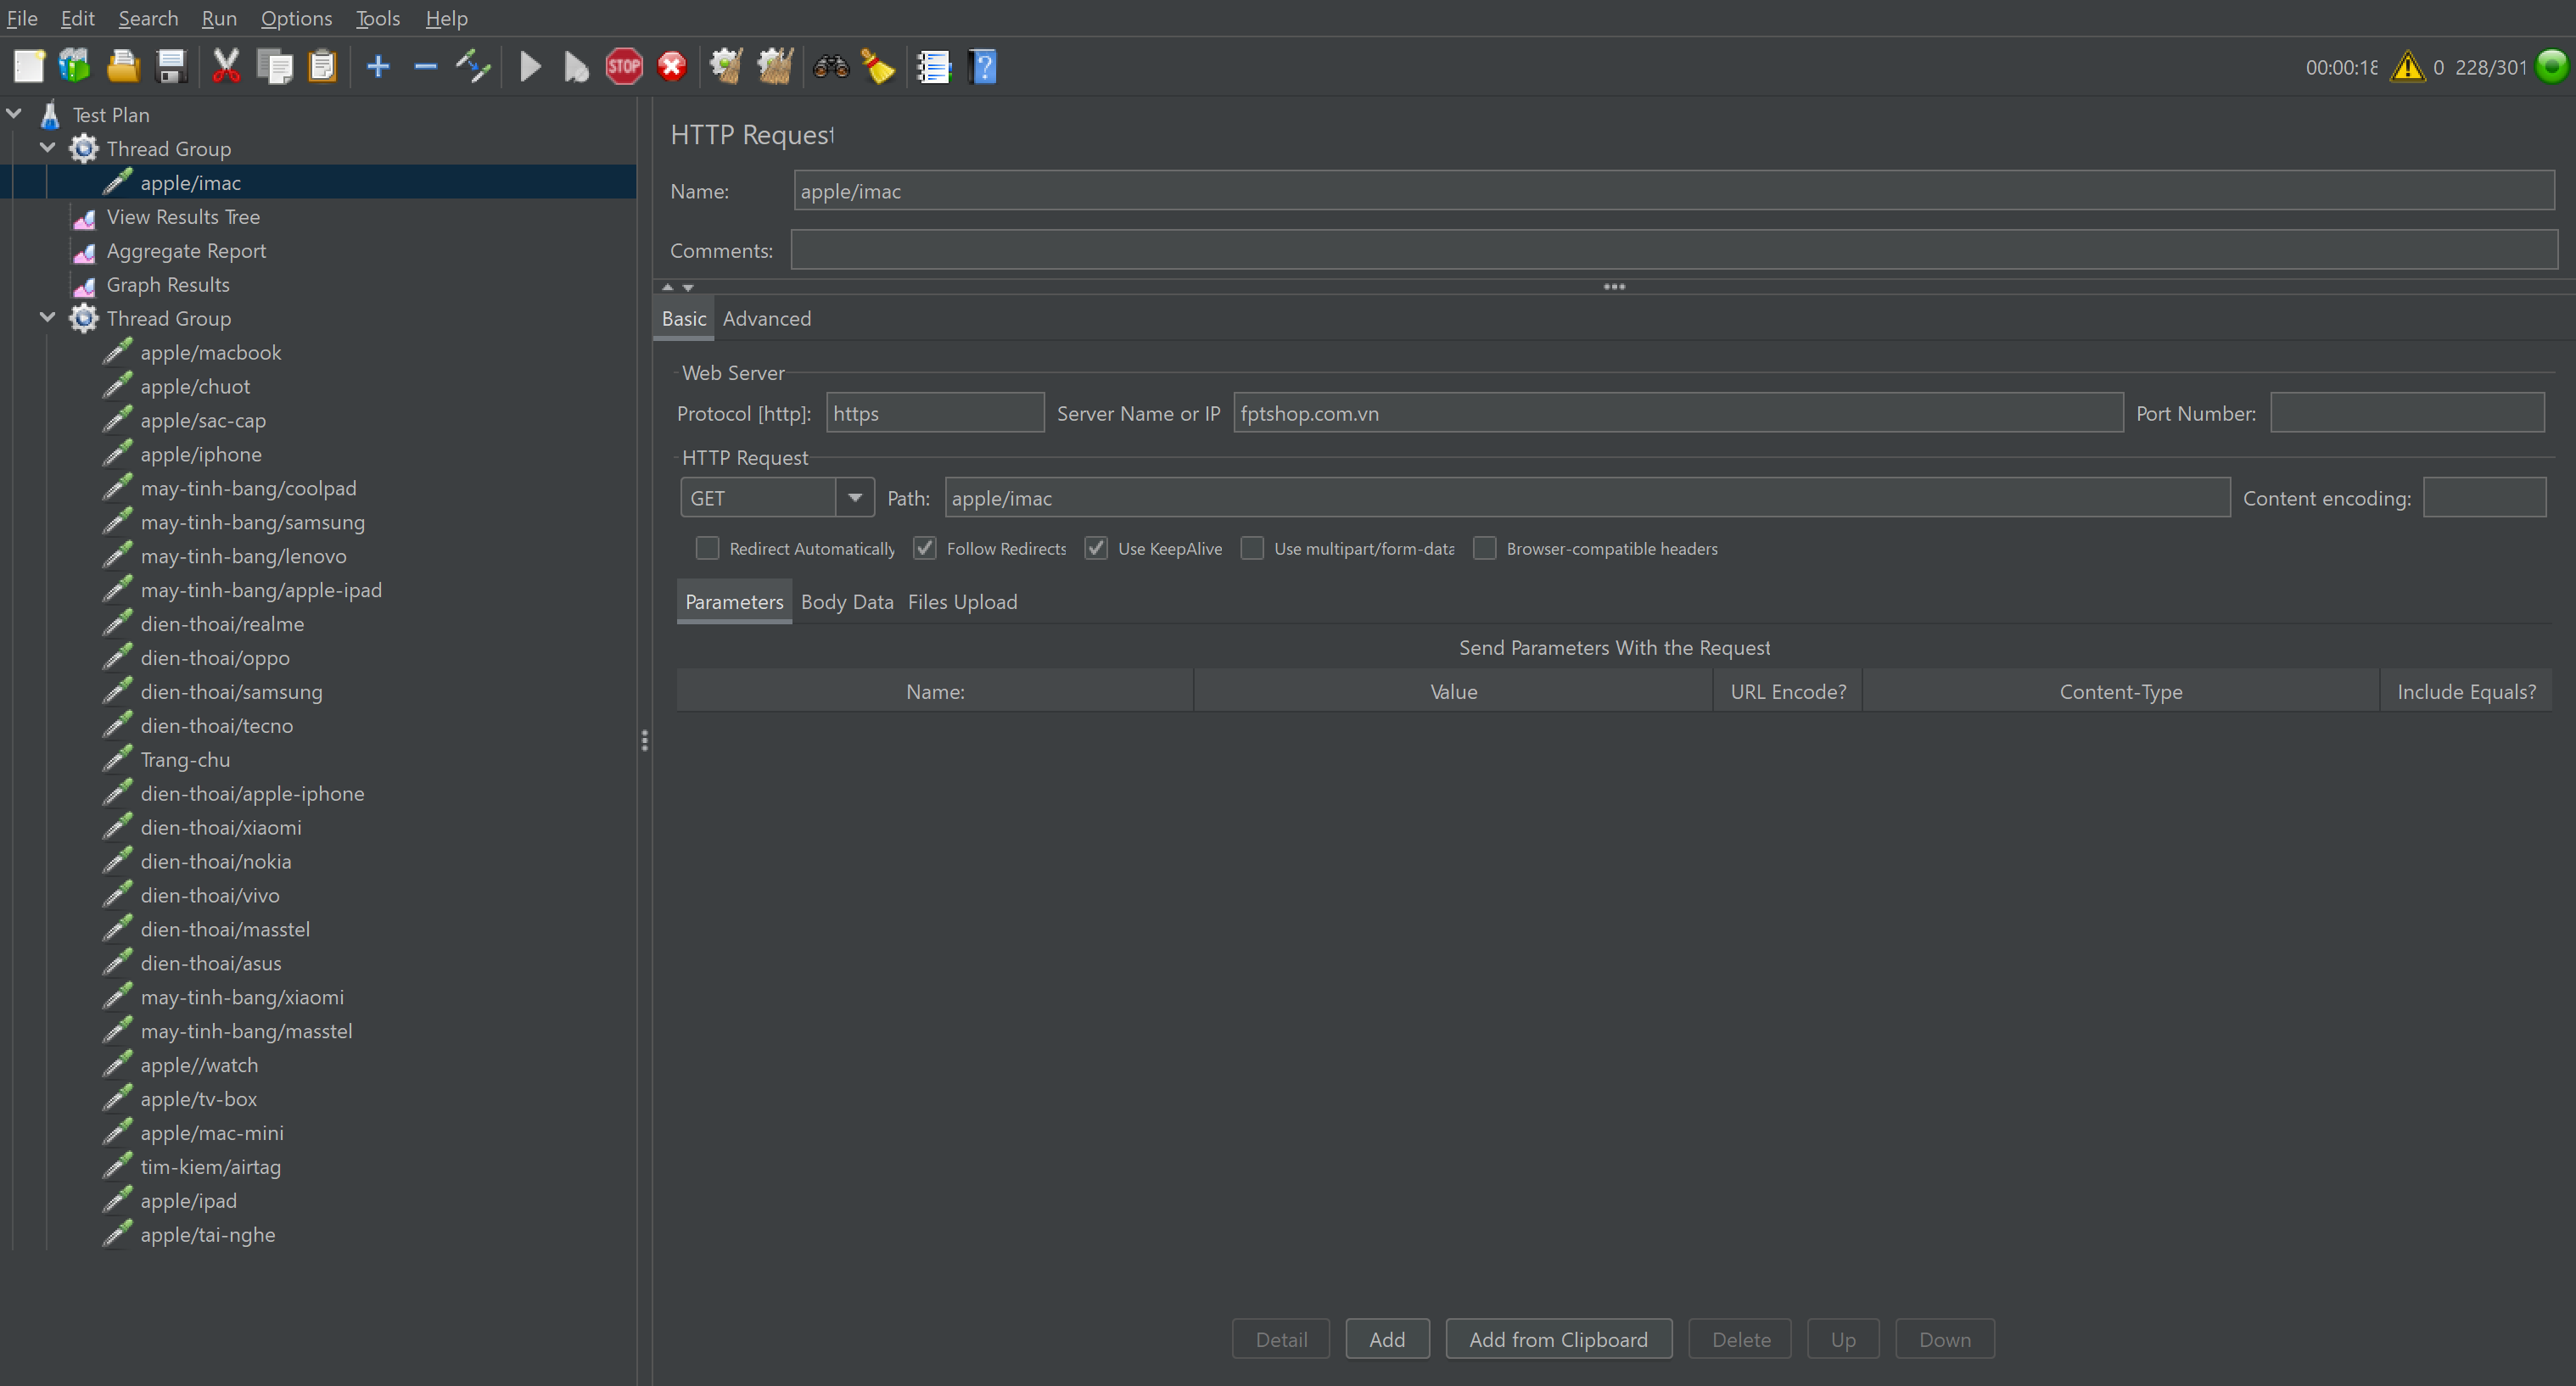 File Edit Search Run Options Tools Help
STOP ? 00:00:18 0 228/301
Test Plan
Thread Group
apple/imac
View Results Tree
Aggregate Report
Graph Results
Thread Group
apple/macbook
apple/chuot
apple/sac-cap
apple/iphone
may-tinh-bang/coolpad
may-tinh-bang/samsung
may-tinh-bang/lenovo
may-tinh-bang/apple-ipad
dien-thoai/realme
dien-thoai/oppo
dien-thoai/samsung
dien-thoai/tecno
Trang-chu
dien-thoai/apple-iphone
dien-thoai/xiaomi
dien-thoai/nokia
dien-thoai/vivo
dien-thoai/masstel
dien-thoai/asus
may-tinh-bang/xiaomi
may-tinh-bang/masstel
apple//watch
apple/tv-box
apple/mac-mini
tim-kiem/airtag
apple/ipad
apple/tai-nghe
HTTP Request
Name: apple/imac
Comments:
Basic Advanced
Web Server
Protocol [http]: https Server Name or IP fptshop.com.vn Port Number:
HTTP Request
GET Path: apple/imac Content encoding:
Redirect Automatically Follow Redirects Use KeepAlive Use multipart/form-data Browser-compatible headers
Parameters Body Data Files Upload
Send Parameters With the Request
Name: Value URL Encode? Content-Type Include Equals?
Detail Add Add from Clipboard Delete Up Down